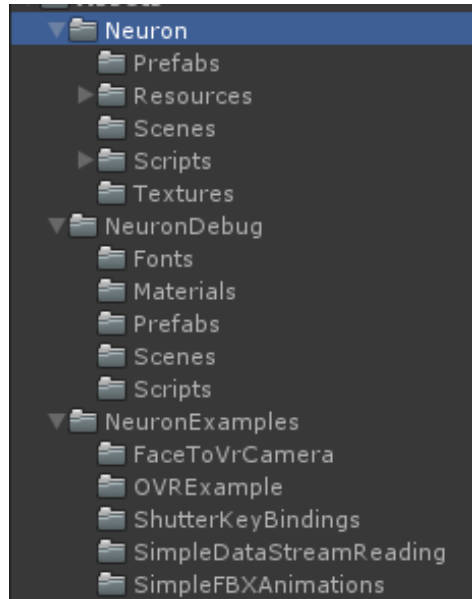 Neuron
Prefabs
Resources
Scenes
Scripts
Textures
NeuronDebug
Fonts
Materials
Prefabs
Scenes
Scripts
NeuronExamples
FaceToVrCamera
OVRExample
ShutterKeyBindings
SimpleDataStreamReading
SimpleFBXAnimations